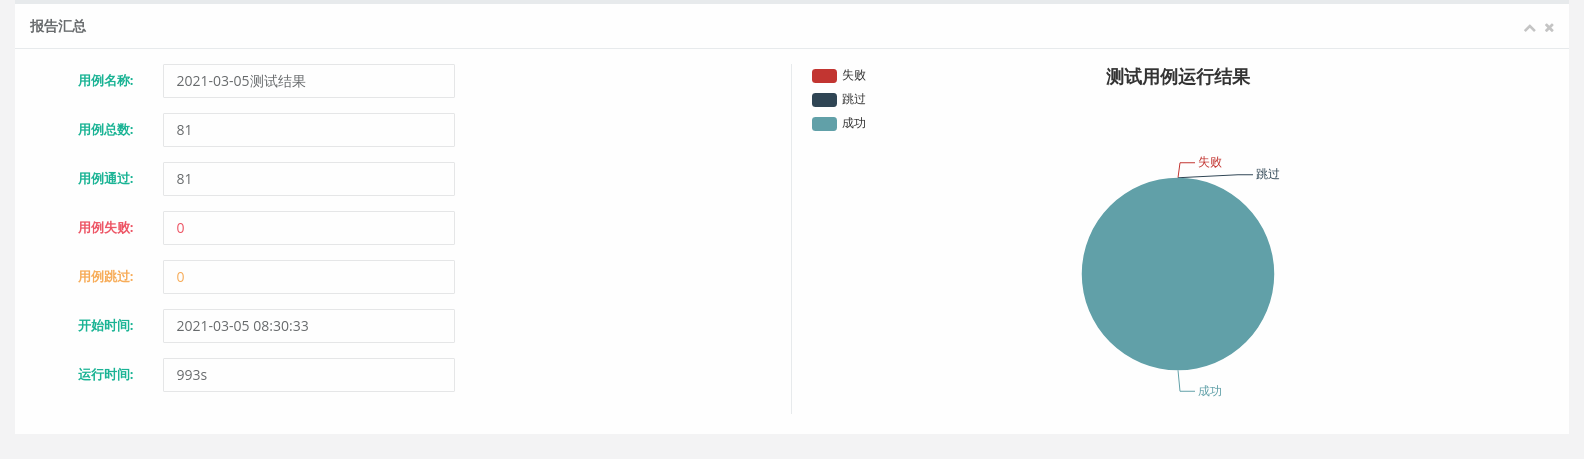 报告汇总
用例名称: 2021-03-05测试结果
用例总数: 81
用例通过: 81
用例失败: 0
用例跳过: 0
开始时间: 2021-03-05 08:30:33
运行时间: 993s
失败
跳过
成功
测试用例运行结果
失败
跳过
成功